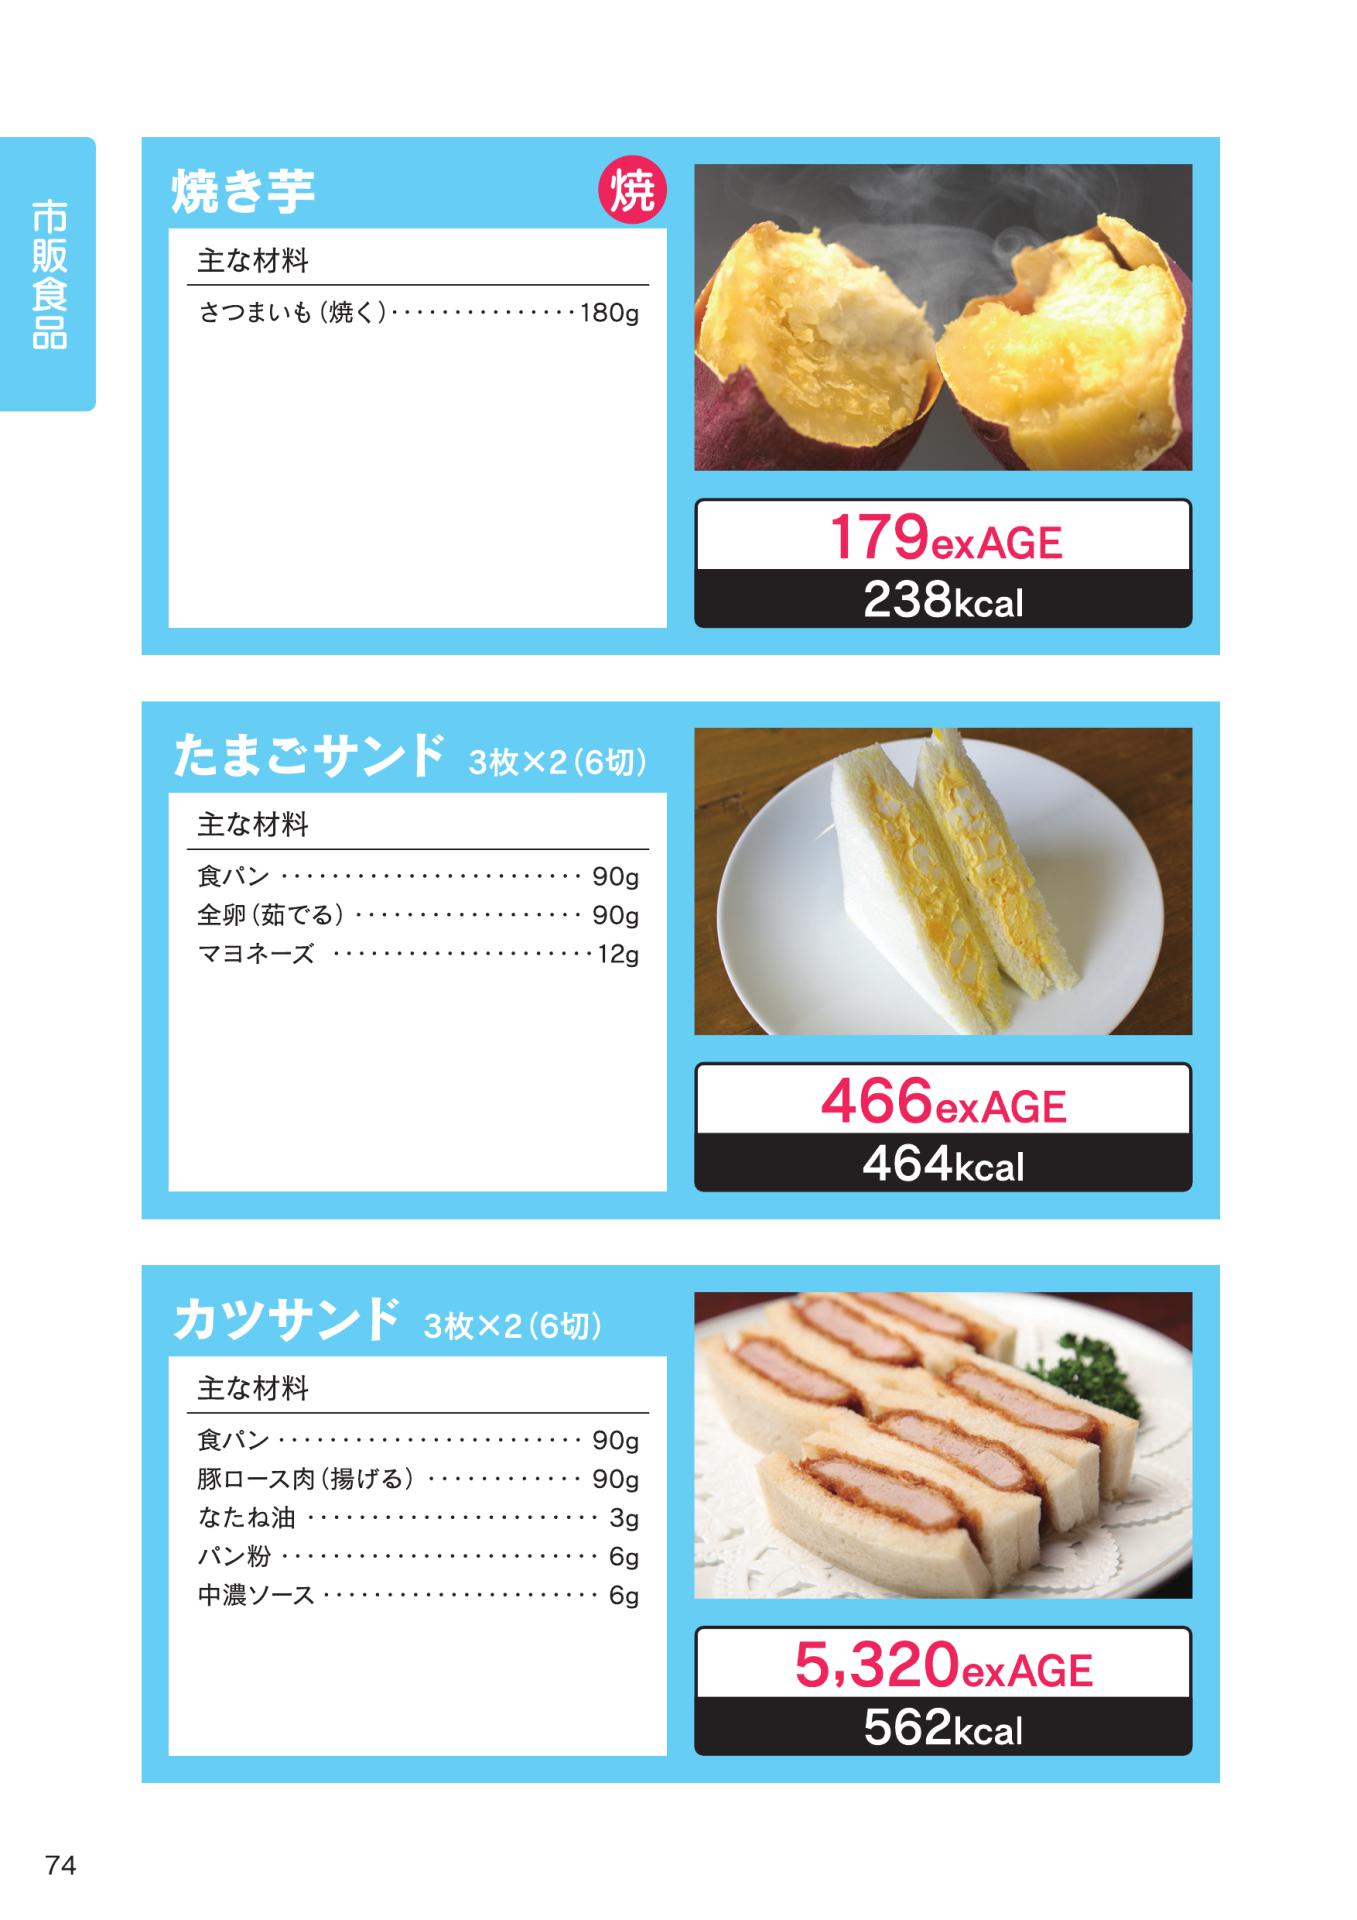 市販食品
焼き芋 焼
主な材料
さつまいも（焼く）‥‥‥‥‥‥‥180g
179exAGE
238kcal
たまごサンド 3枚×2（6切）
主な材料
食パン ‥‥‥‥‥‥‥‥‥‥‥‥ 90g
全卵（茹でる）‥‥‥‥‥‥‥‥‥ 90g
マヨネーズ ‥‥‥‥‥‥‥‥‥‥12g
466exAGE
464kcal
カツサンド 3枚×2（6切）
主な材料
食パン ‥‥‥‥‥‥‥‥‥‥‥‥ 90g
豚ロース肉（揚げる）‥‥‥‥‥‥ 90g
なたね油 ‥‥‥‥‥‥‥‥‥‥‥ 3g
パン粉 ‥‥‥‥‥‥‥‥‥‥‥‥ 6g
中濃ソース ‥‥‥‥‥‥‥‥‥‥ 6g
5,320exAGE
562kcal
74